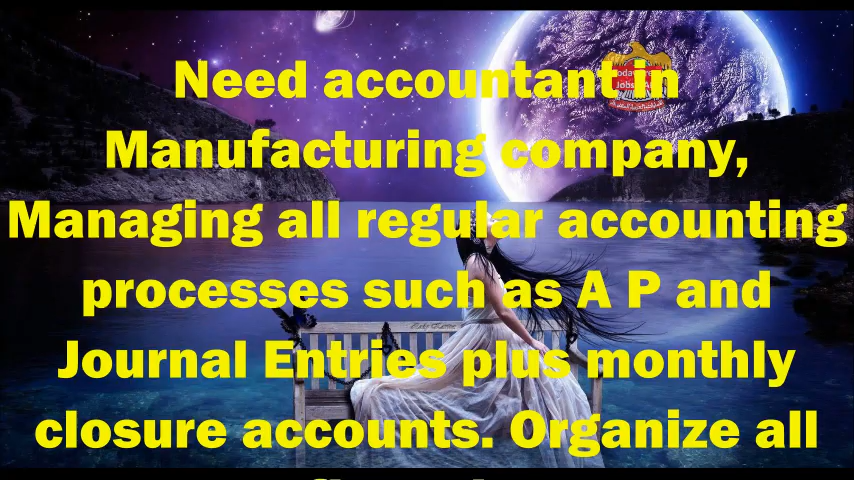 Need accountant in
Manufacturing company,
Managing all regular accounting
processes such as A P and
Journal Entries plus monthly
closure accounts. Organize all